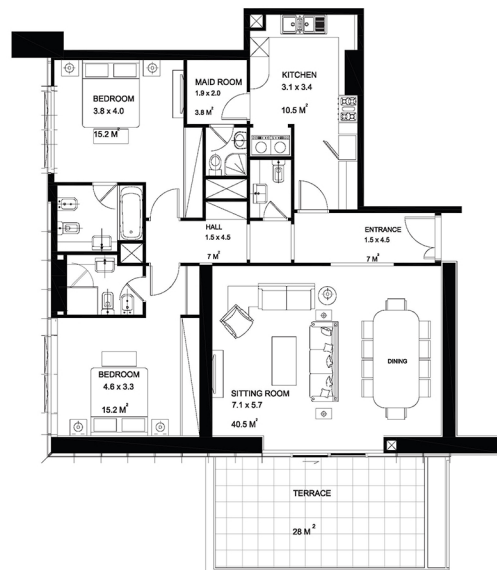 MAID ROOM
1.9 x 2.0
3.8 M²
KITCHEN
3.1 x 3.4
10.5 M²
BEDROOM
3.8 x 4.0
15.2 M²
HALL
1.5 x 4.5
7 M²
ENTRANCE
1.5 x 4.5
7 M²
BEDROOM
4.6 x 3.3
15.2 M²
SITTING ROOM
7.1 x 5.7
40.5 M²
DINING
TERRACE
28 M²